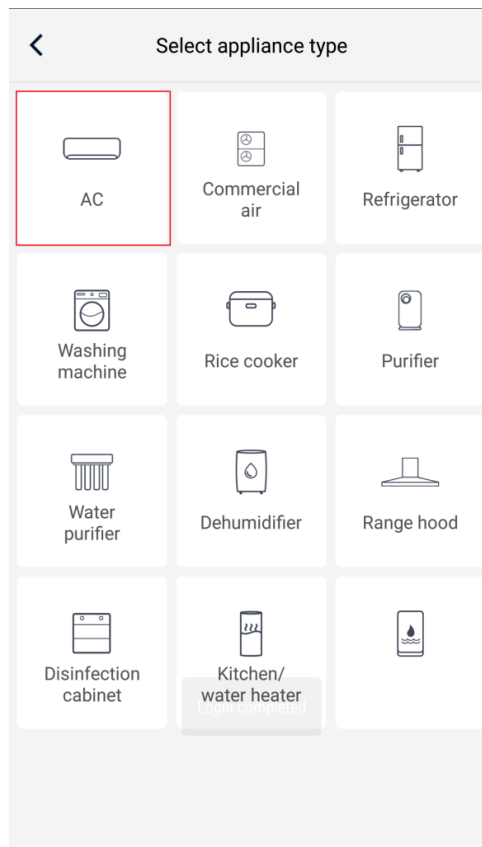 Select appliance type
AC
Commercial
air
Refrigerator
Washing
machine
Rice cooker
Purifier
Water
purifier
Dehumidifier
Range hood
Disinfection
cabinet
Kitchen/
water heater
Login completed